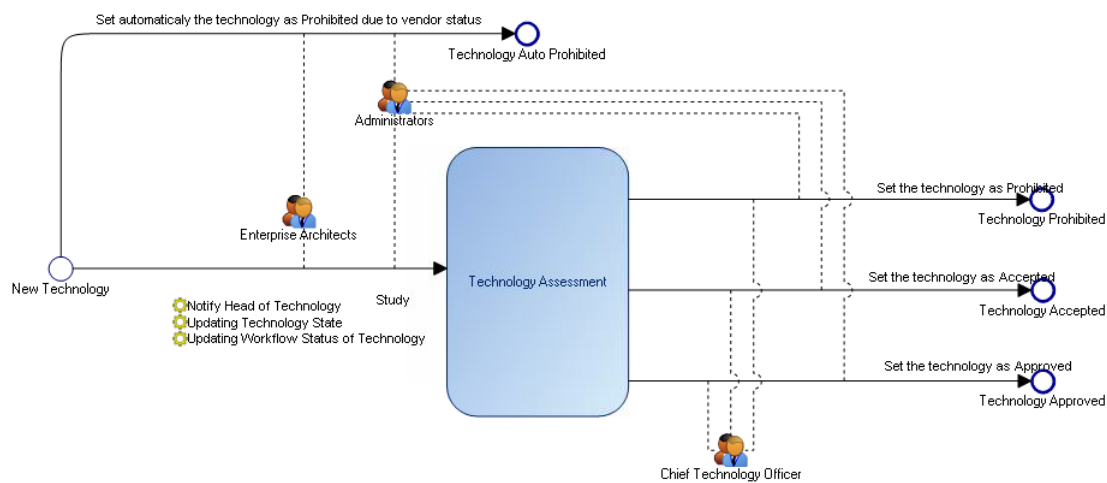 Set automaticaly the technology as Prohibited due to vendor status
Technology Auto Prohibited
Administrators
Set the technology as Prohibited
Technology Prohibited
Enterprise Architects
New Technology
Technology Assessment
Set the technology as Accepted
Technology Accepted
Study
Notify Head of Technology
Updating Technology State
Updating Workflow Status of Technology
Set the technology as Approved
Technology Approved
Chief Technology Officer